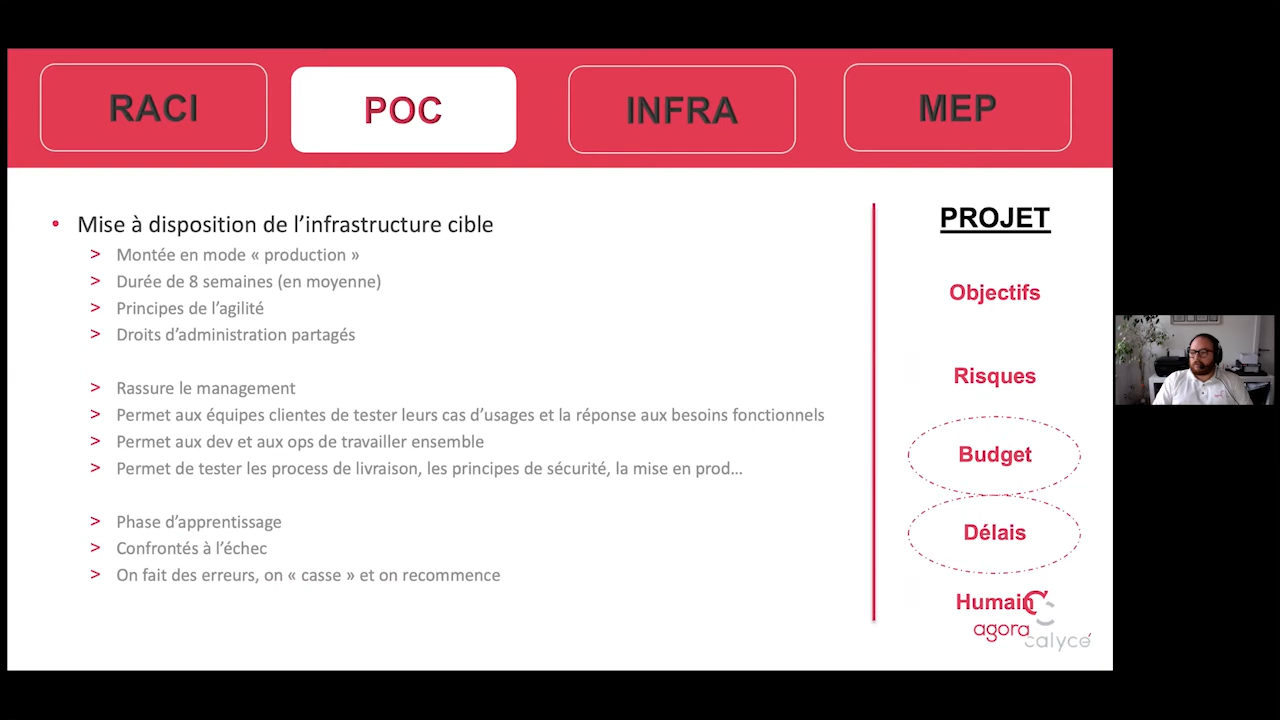 RACI
POC
INFRA
MEP
• Mise à disposition de l’infrastructure cible
> Montée en mode « production »
> Durée de 8 semaines (en moyenne)
> Principes de l’agilité
> Droits d’administration partagés
> Rassure le management
> Permet aux équipes clientes de tester leurs cas d’usages et la réponse aux besoins fonctionnels
> Permet aux dev et aux ops de travailler ensemble
> Permet de tester les process de livraison, les principes de sécurité, la mise en prod…
> Phase d’apprentissage
> Confrontés à l’échec
> On fait des erreurs, on « casse » et on recommence
PROJET
Objectifs
Risques
Budget
Délais
Humain
agora
calycé